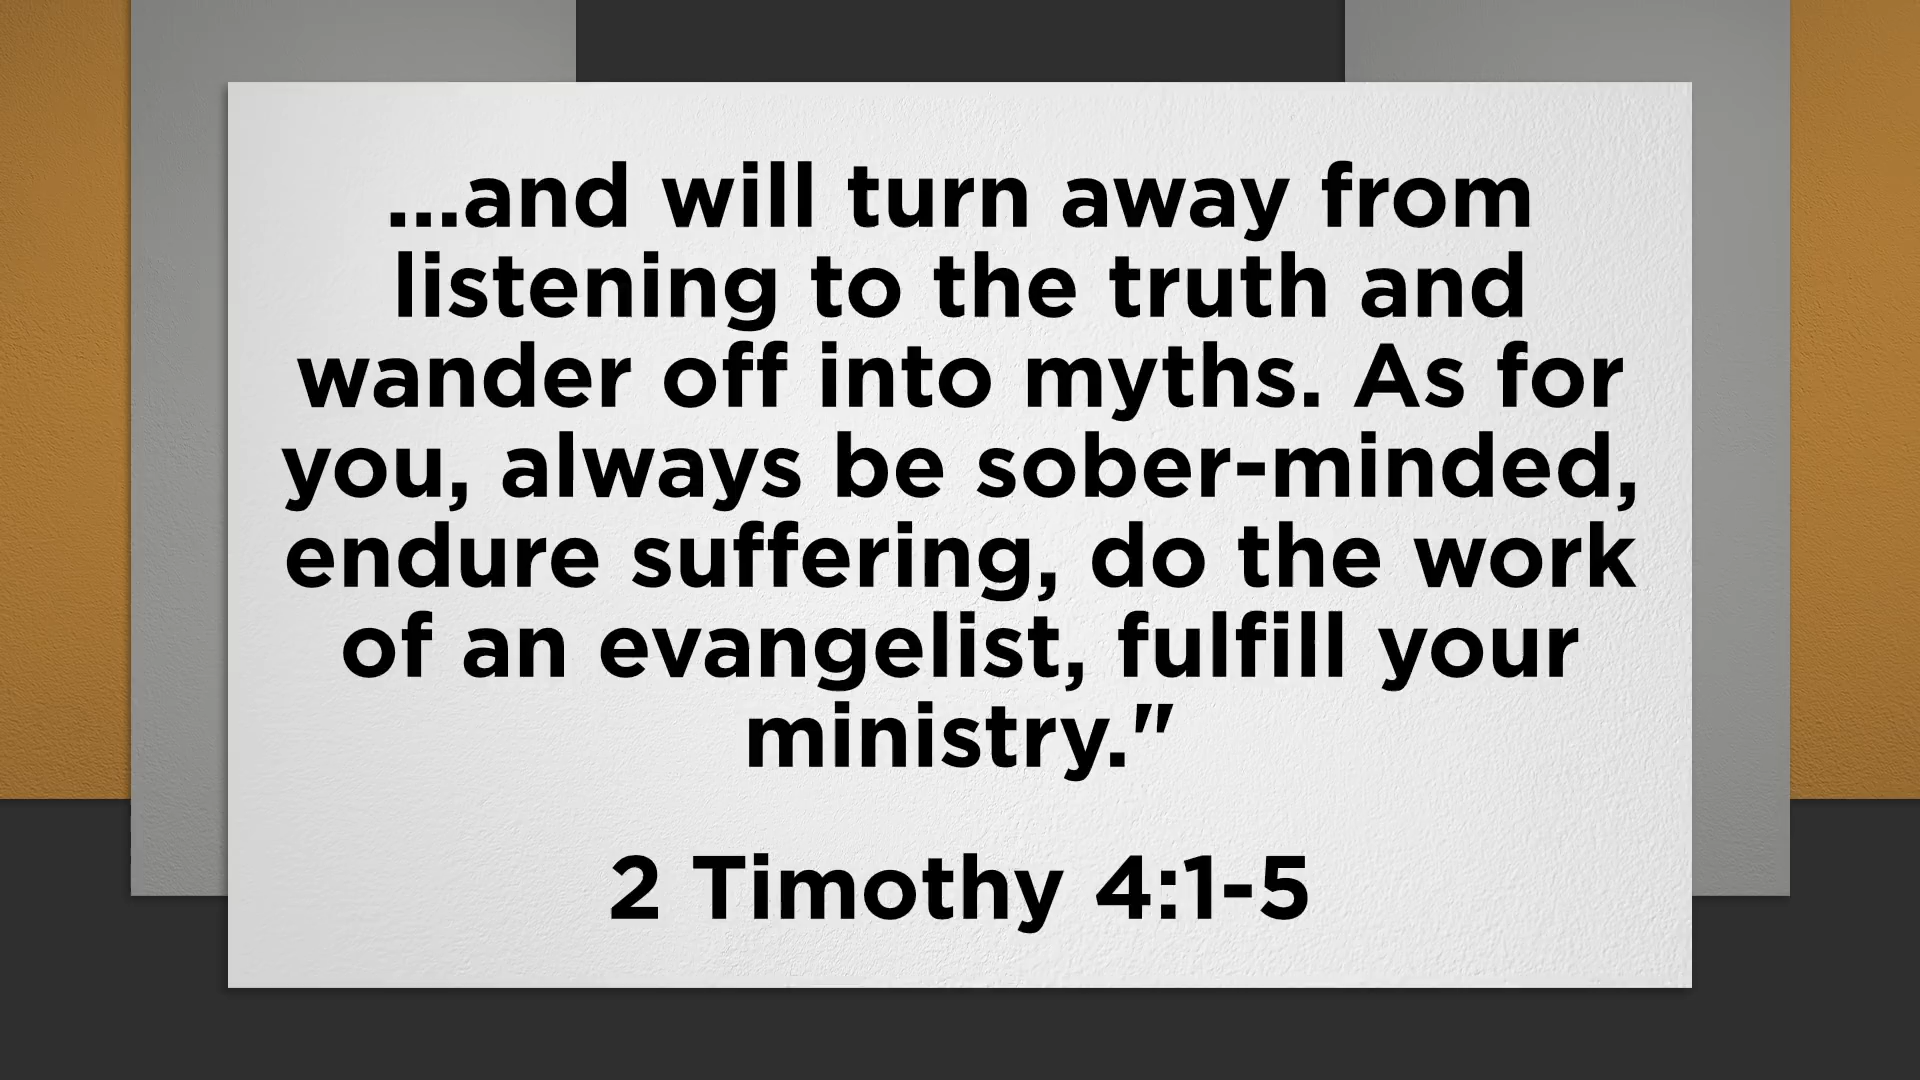 ...and will turn away from
listening to the truth and
wander off into myths. As for
you, always be sober-minded,
endure suffering, do the work
of an evangelist, fulfill your
ministry."
2 Timothy 4:1-5